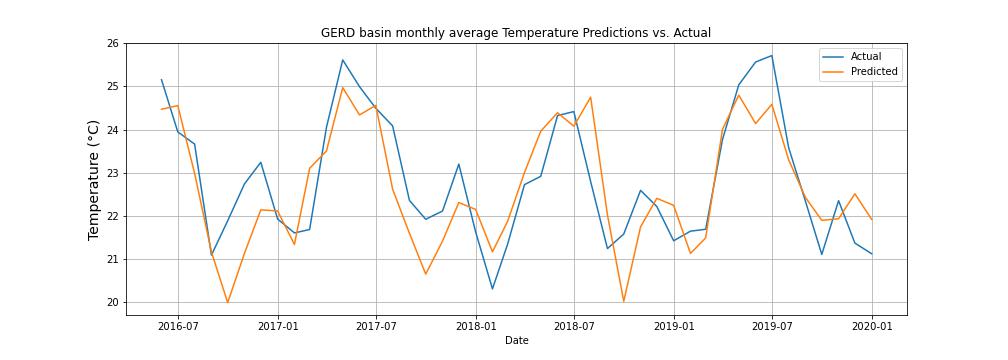 GERD basin monthly average Temperature Predictions vs. Actual
26
25
24
23
22
21
20
Temperature (°C)
Actual
Predicted
2016-07 2017-01 2017-07 2018-01 2018-07 2019-01 2019-07 2020-01
Date